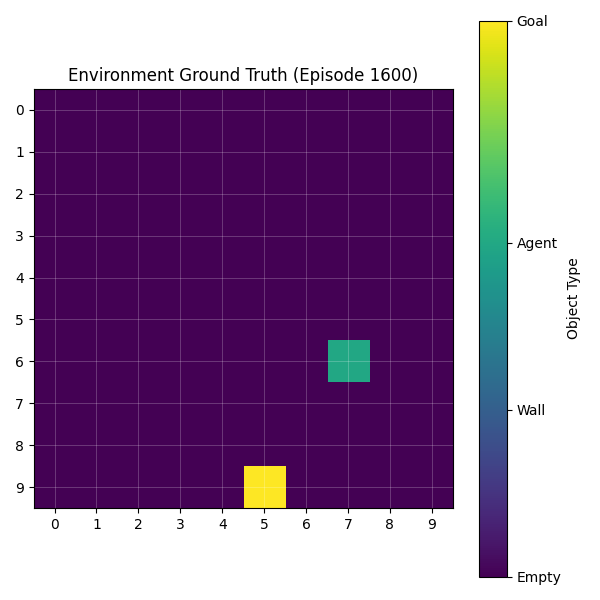 Environment Ground Truth (Episode 1600)
0
1
2
3
4
5
6
7
8
9
0 1 2 3 4 5 6 7 8 9
Goal
Agent
Wall
Empty
Object Type